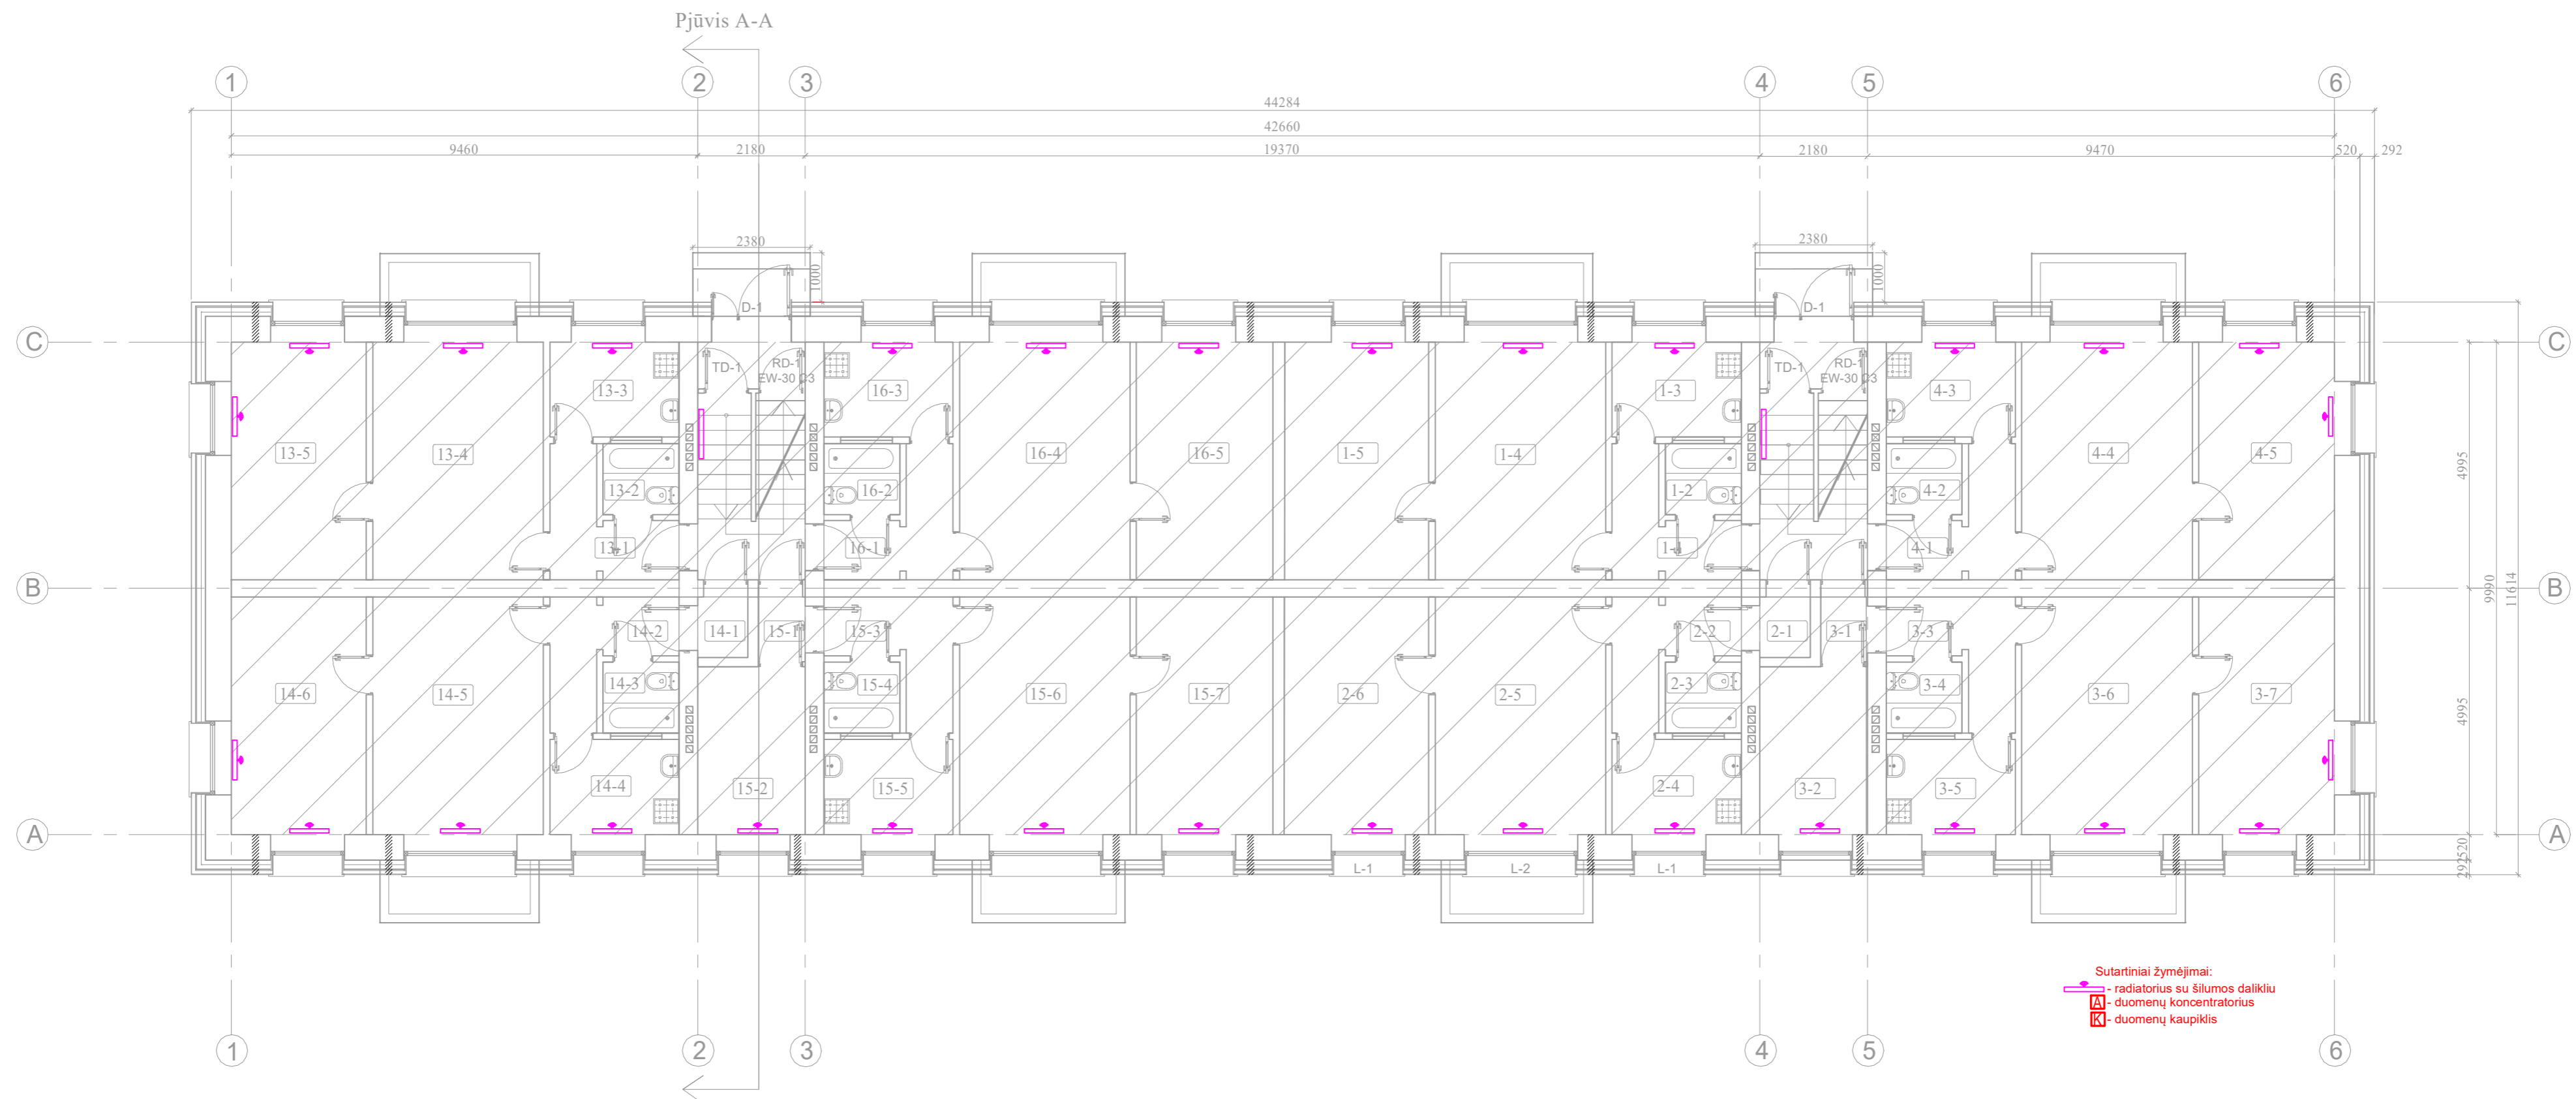 Pjūvis A-A
1 2 3 4 5 6
44284
42660
9460 2180 19370 2180 9470 520 292
2380 2380
1000 1000
D-1 D-1
C C
TD-1 RD-1 TD-1 RD-1
EW-30 C3 EW-30 C3
13-3 16-3 1-3 4-3
13-5 13-4 16-4 16-5 1-5 1-4 4-4 4-5
4995
13-2 16-2 1-2 4-2
13-1 16-1 1-1 4-1
B B
9990
11614
14-2 14-1 15-1 15-3 2-2 2-1 3-1 3-3
14-6 14-5 14-3 15-4 15-6 15-7 2-6 2-5 2-3 3-4 3-6 3-7
4995
14-4 15-2 15-5 2-4 3-2 3-5
A A
520
292
L-1 L-2 L-1
Sutartiniai žymėjimai:
- radiatorius su šilumos dalikliu
A - duomenų koncentratorius
K - duomenų kaupiklis
1 2 3 4 5 6